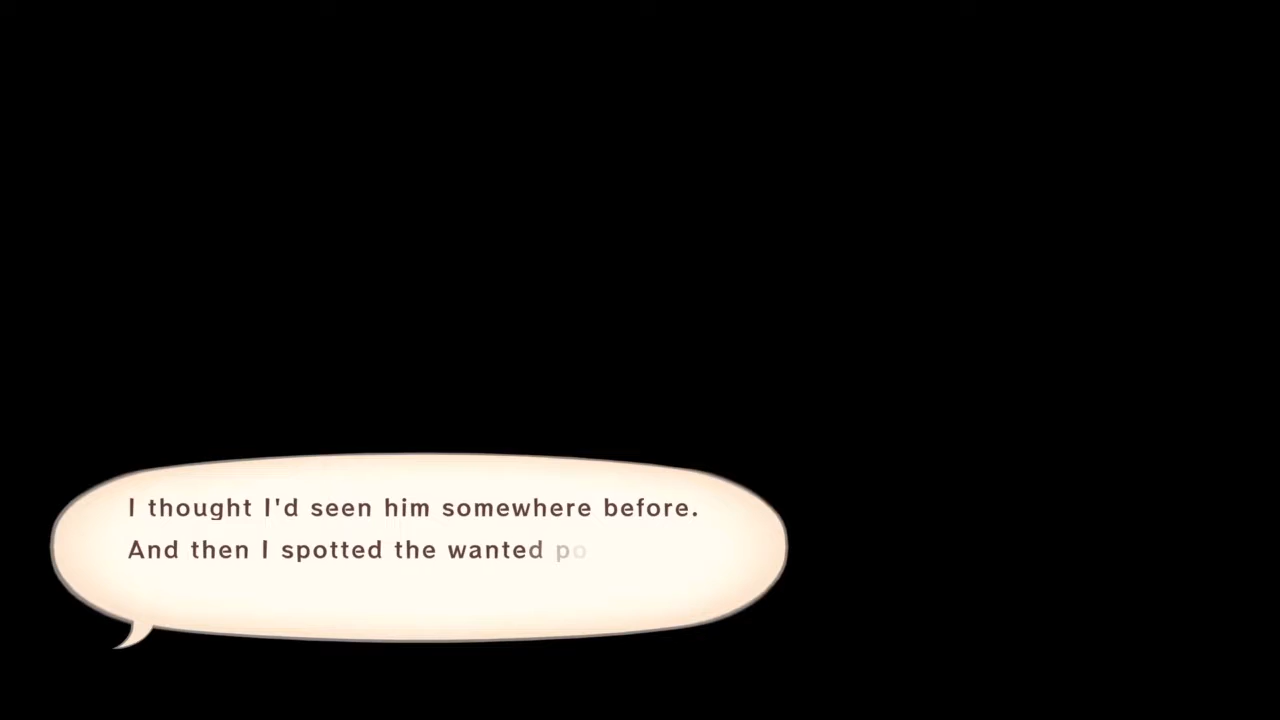 I thought I'd seen him somewhere before.
And then I spotted the wanted po